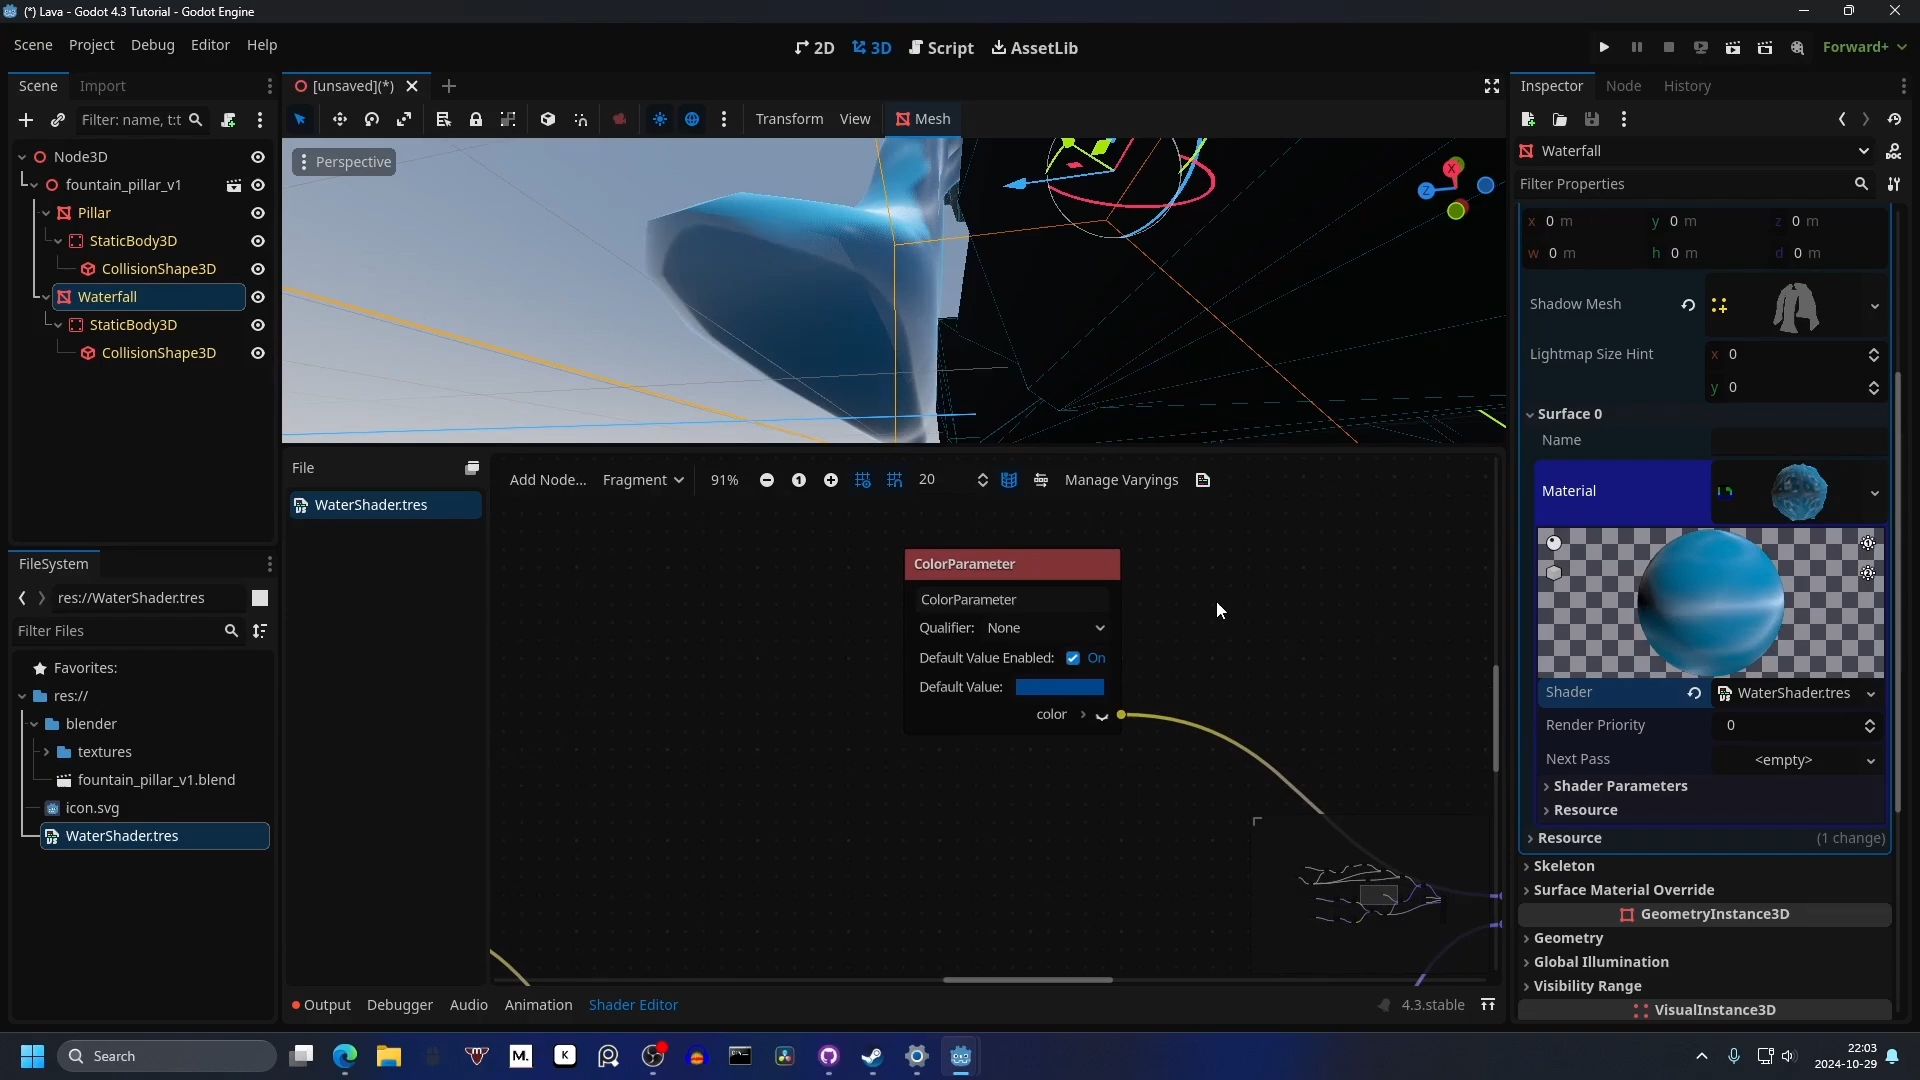 (*) Lava - Godot 4.3 Tutorial - Godot Engine
Scene Project Debug Editor Help
2D 3D Script AssetLib
Forward+
Scene Import
[unsaved](*)
Inspector Node History
Filter: name, t:t
Transform View Mesh
Perspective
X
Z
Node3D
fountain_pillar_v1
Pillar
StaticBody3D
CollisionShape3D
Waterfall
StaticBody3D
CollisionShape3D
Waterfall
Filter Properties
x 0 m y 0 m z 0 m
w 0 m h 0 m d 0 m
Shadow Mesh
Lightmap Size Hint x 0
y 0
Surface 0
Name
Material
Shader WaterShader.tres
Render Priority 0
Next Pass <empty>
Shader Parameters
Resource
Resource (1 change)
Skeleton
Surface Material Override
GeometryInstance3D
Geometry
Global Illumination
Visibility Range
VisualInstance3D
File
WaterShader.tres
Add Node... Fragment 91% 1 20 Manage Varyings
ColorParameter
ColorParameter
Qualifier: None
Default Value Enabled: On
Default Value:
color
FileSystem
res://WaterShader.tres
Filter Files
Favorites:
res://
blender
textures
fountain_pillar_v1.blend
icon.svg
WaterShader.tres
Output Debugger Audio Animation Shader Editor
4.3.stable
Search
M.
K
22:03
2024-10-29